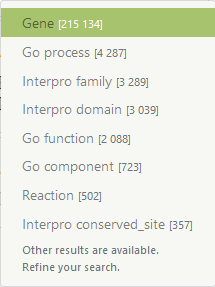 Gene [215 134]
Go process [4 287]
Interpro family [3 289]
Interpro domain [3 039]
Go function [2 088]
Go component [723]
Reaction [502]
Interpro conserved_site [357]
Other results are available.
Refine your search.